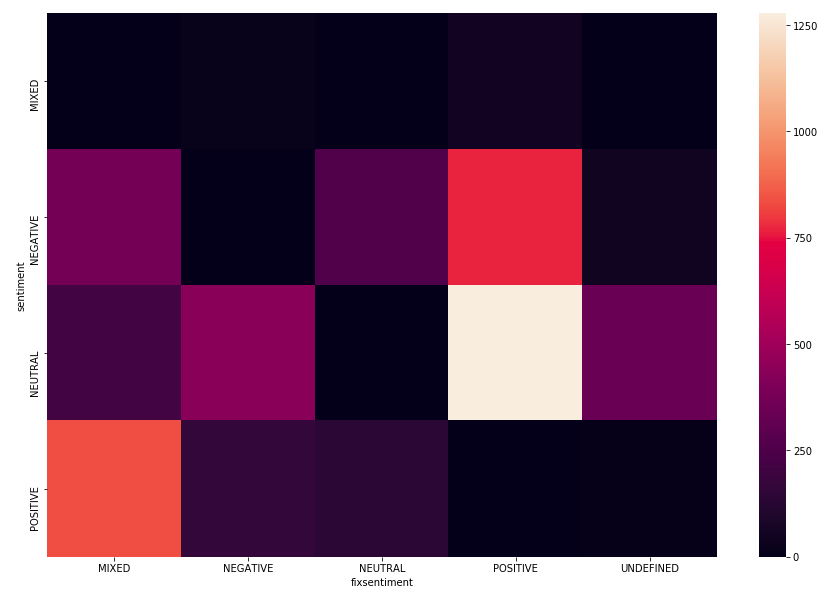 sentiment
MIXED
NEGATIVE
NEUTRAL
POSITIVE
MIXED NEGATIVE NEUTRAL POSITIVE UNDEFINED
fixsentiment
1250
1000
750
500
250
0